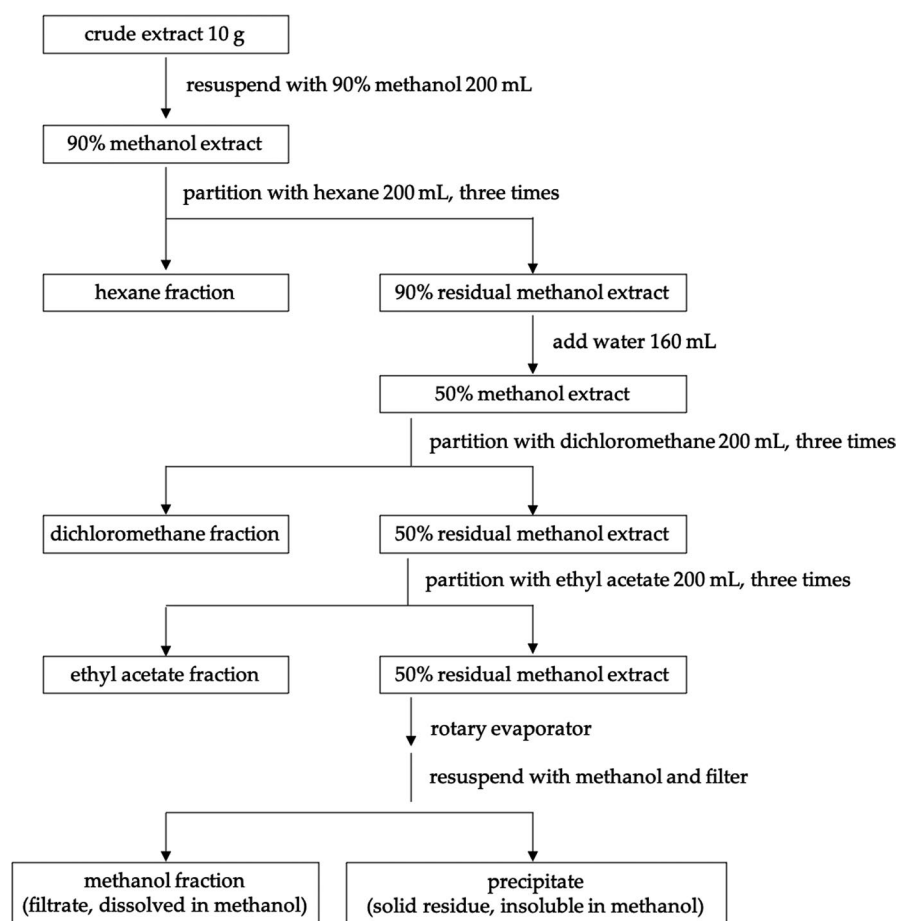 crude extract 10 g
resuspend with 90% methanol 200 mL
90% methanol extract
partition with hexane 200 mL, three times
hexane fraction
90% residual methanol extract
add water 160 mL
50% methanol extract
partition with dichloromethane 200 mL, three times
dichloromethane fraction
50% residual methanol extract
partition with ethyl acetate 200 mL, three times
ethyl acetate fraction
50% residual methanol extract
rotary evaporator
resuspend with methanol and filter
methanol fraction
(filtrate, dissolved in methanol)
precipitate
(solid residue, insoluble in methanol)